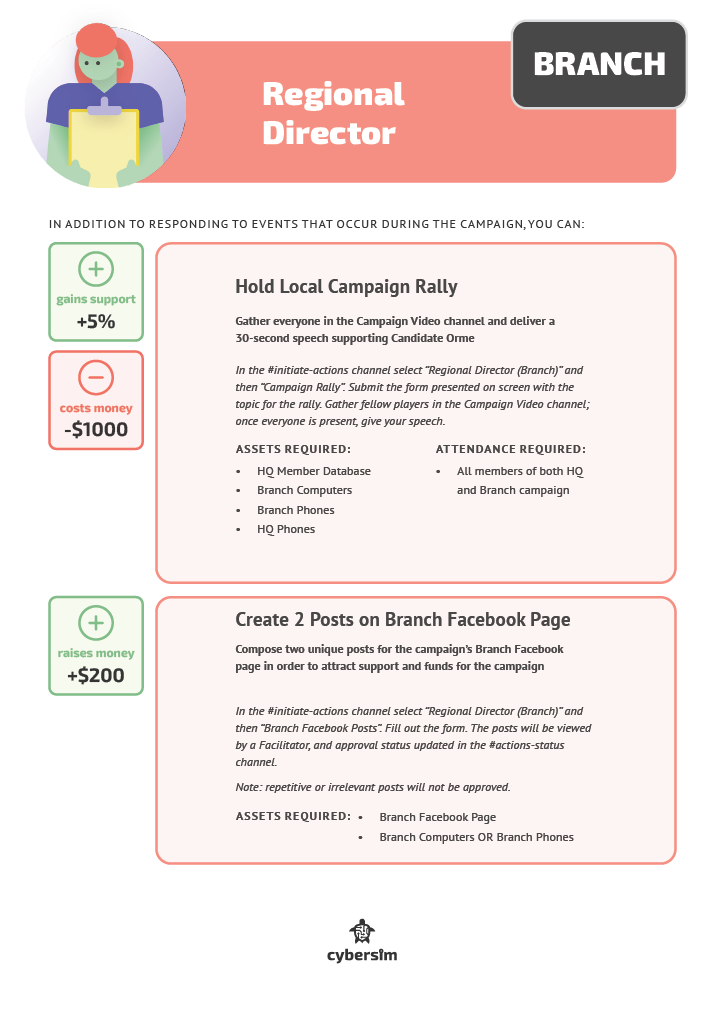 BRANCH
Regional
Director
IN ADDITION TO RESPONDING TO EVENTS THAT OCCUR DURING THE CAMPAIGN, YOU CAN:
gains support
+5%
costs money
-$1000
Hold Local Campaign Rally
Gather everyone in the Campaign Video channel and deliver a
30-second speech supporting Candidate Orme
In the #initiate-actions channel select “Regional Director (Branch)” and
then “Campaign Rally”. Submit the form presented on screen with the
topic for the rally. Gather fellow players in the Campaign Video channel;
once everyone is present, give your speech.
ASSETS REQUIRED:
• HQ Member Database
• Branch Computers
• Branch Phones
• HQ Phones
ATTENDANCE REQUIRED:
• All members of both HQ
and Branch campaign
raises money
+$200
Create 2 Posts on Branch Facebook Page
Compose two unique posts for the campaign’s Branch Facebook
page in order to attract support and funds for the campaign
In the #initiate-actions channel select “Regional Director (Branch)” and
then “Branch Facebook Posts”. Fill out the form. The posts will be viewed
by a Facilitator, and approval status updated in the #actions-status
channel.
Note: repetitive or irrelevant posts will not be approved.
ASSETS REQUIRED: • Branch Facebook Page
• Branch Computers OR Branch Phones
cybersim